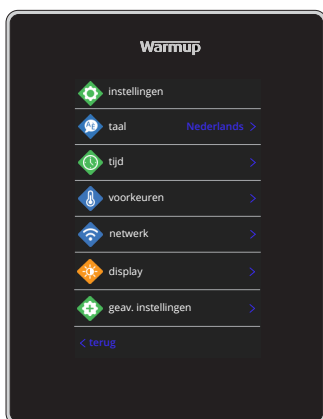 Warmup
instellingen
taal Nederlands >
tijd >
voorkeuren >
netwerk >
display >
geav. instellingen >
< terug